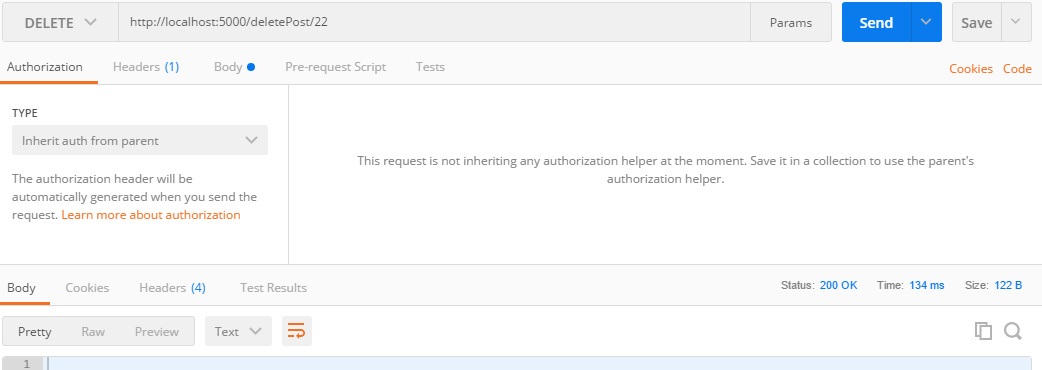 DELETE http://localhost:5000/deletePost/22 Params Send Save
Authorization Headers (1) Body Pre-request Script Tests Cookies Code
TYPE
Inherit auth from parent
The authorization header will be
automatically generated when you send the
request. Learn more about authorization
This request is not inheriting any authorization helper at the moment. Save it in a collection to use the parent's
authorization helper.
Body Cookies Headers (4) Test Results Status: 200 OK Time: 134 ms Size: 122 B
Pretty Raw Preview Text
1